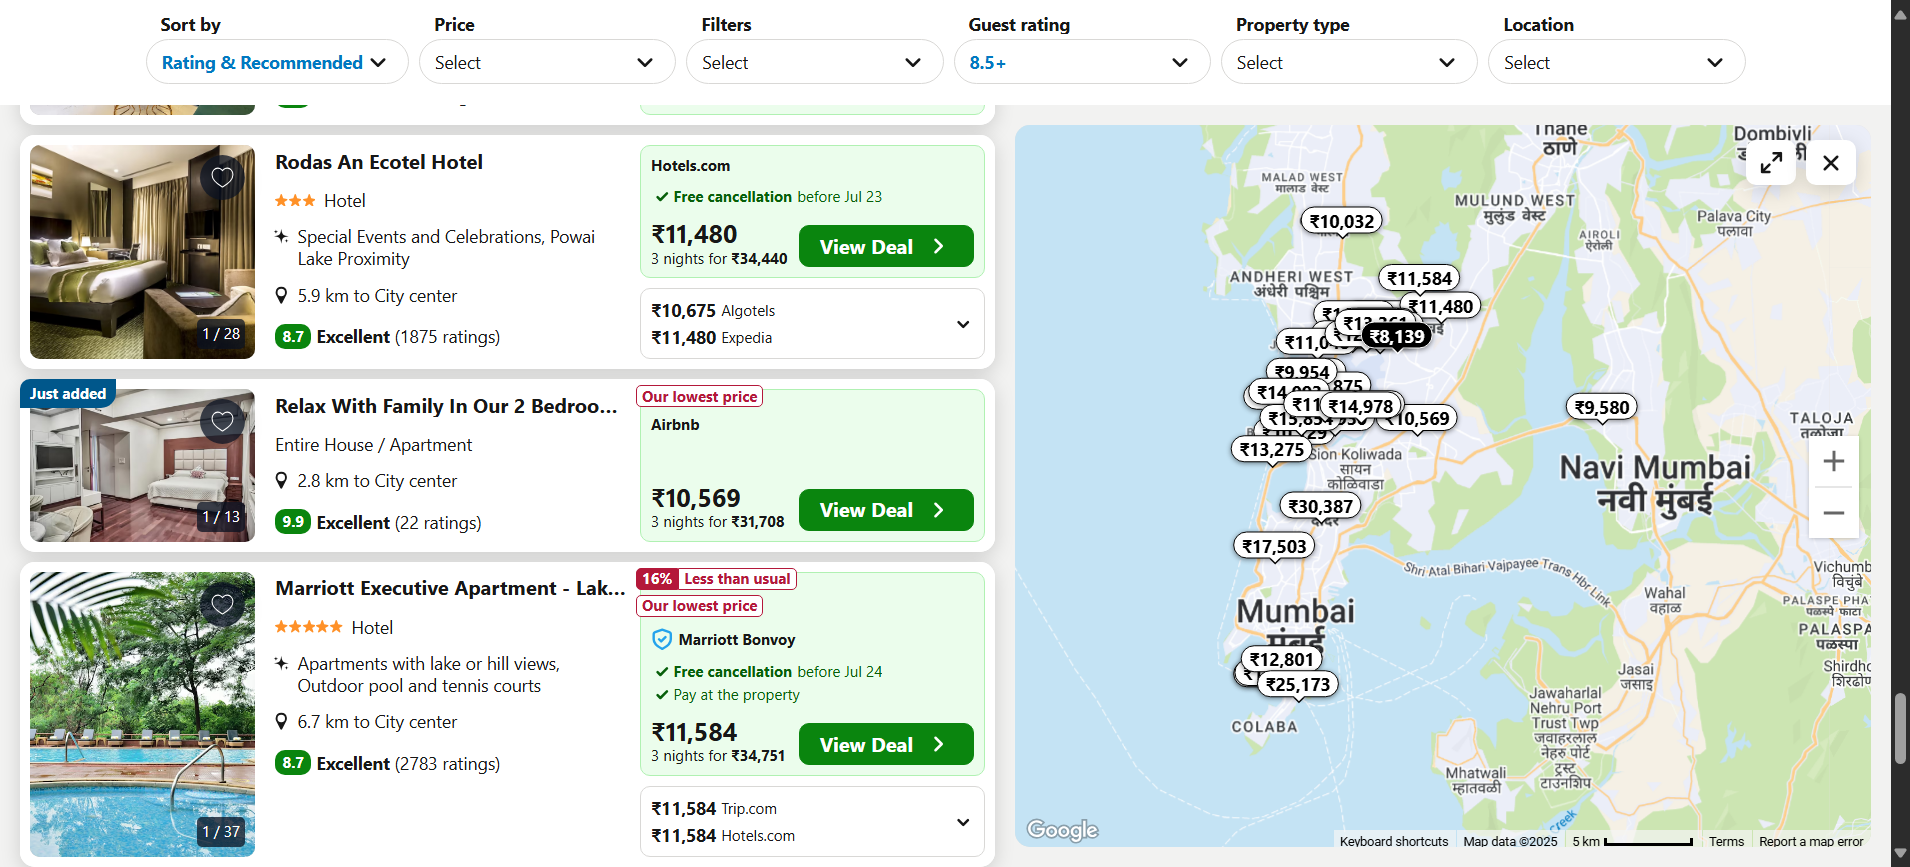 Sort by
Rating & Recommended
Price
Select
Filters
Select
Guest rating
8.5+
Property type
Select
Location
Select
Rodas An Ecotel Hotel
Hotel
Special Events and Celebrations, Powai
Lake Proximity
5.9 km to City center
8.7 Excellent (1875 ratings)
1 / 28
Hotels.com
Free cancellation before Jul 23
₹11,480
3 nights for ₹34,440
View Deal
₹10,675 Algotels
₹11,480 Expedia
Just added
Relax With Family In Our 2 Bedroo...
Entire House / Apartment
2.8 km to City center
9.9 Excellent (22 ratings)
1 / 13
Our lowest price
Airbnb
₹10,569
3 nights for ₹31,708
View Deal
Marriott Executive Apartment - Lak...
Hotel
Apartments with lake or hill views,
Outdoor pool and tennis courts
6.7 km to City center
8.7 Excellent (2783 ratings)
1 / 37
16% Less than usual
Our lowest price
Marriott Bonvoy
Free cancellation before Jul 24
Pay at the property
₹11,584
3 nights for ₹34,751
View Deal
₹11,584 Trip.com
₹11,584 Hotels.com
Thane
ठाणे
Dombivli
MALAD WEST
मालाड वेस्ट
MULUND WEST
मुलुंड वेस्ट
Palava City
पलावा
₹10,032
AIROLI
ऐरोली
ANDHERI WEST
अंधेरी पश्चिम
₹11,584
₹11,480
₹8,139
₹9,954
₹14,978
₹10,569
₹9,580
TALOJA
तळोजा
₹13,275
Sion Koliwada
सायन
कोळिवाडा
Navi Mumbai
नवी मुंबई
₹30,387
₹17,503
Shri Atal Bihari Vajpayee Trans Hbr Link
Vichumb
विचुंबे
Wahal
वहाळ
PALASPE PHA
पळस्पे फाटा
PALASPA
पळस्पा
Mumbai
मुंबई
₹12,801
₹25,173
COLABA
Jasai
जसाइ
Shirdho
शिरढोण
Jawaharlal
Nehru Port
Trust Twp
जवाहरलाल
नेहरू पोर्ट
ट्रस्ट
टाउनशिप
Mhatwali
म्हातवळी
Creek
Google
Keyboard shortcuts
Map data ©2025
5 km
Terms
Report a map error